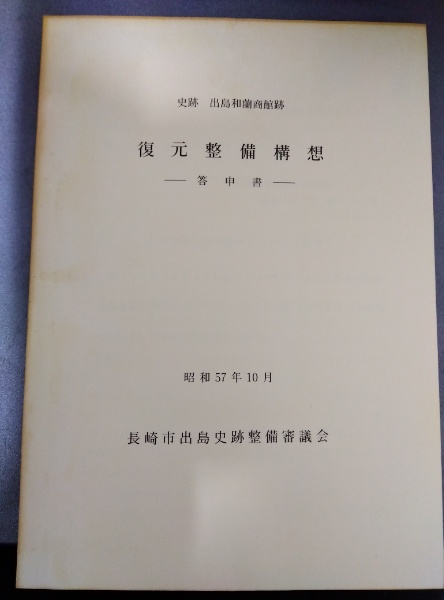 史跡 出島和蘭商館跡
復元整備構想
― 答申書 ―
昭和57年10月
長崎市出島史跡整備審議会